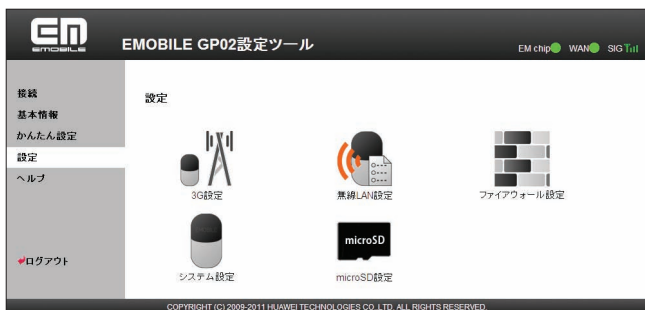 EM
EMOBILE
EMOBILE GP02設定ツール
EM chip WAN SIG
接続
基本情報
かんたん設定
設定
ヘルプ
ログアウト
設定
3G設定
無線LAN設定
ファイアウォール設定
システム設定
microSD
microSD設定
COPYRIGHT (C) 2009-2011 HUAWEI TECHNOLOGIES CO.,LTD. ALL RIGHTS RESERVED.